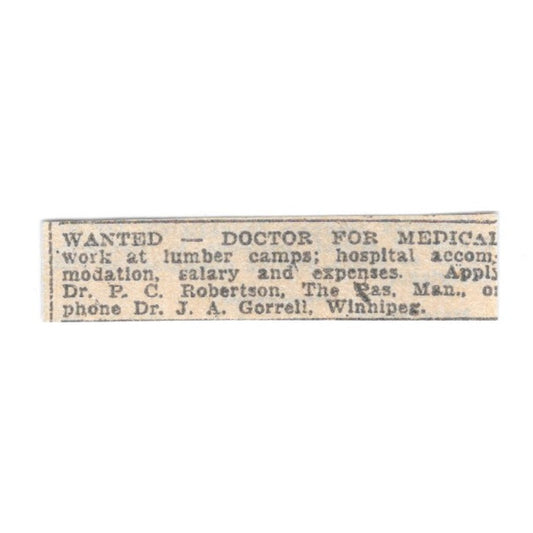 WANTED — DOCTOR FOR MEDICAL
work at lumber camps; hospital accom-
modation, salary and expenses. Apply
Dr. P. C. Robertson, The Pas, Man., or
phone Dr. J. A. Gorrell, Winnipeg.